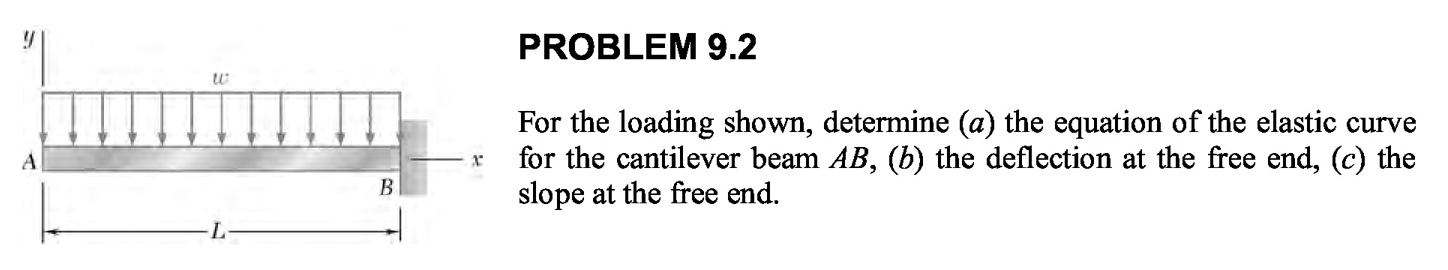 y
w
A
x
B
L
PROBLEM 9.2
For the loading shown, determine (a) the equation of the elastic curve
for the cantilever beam AB, (b) the deflection at the free end, (c) the
slope at the free end.